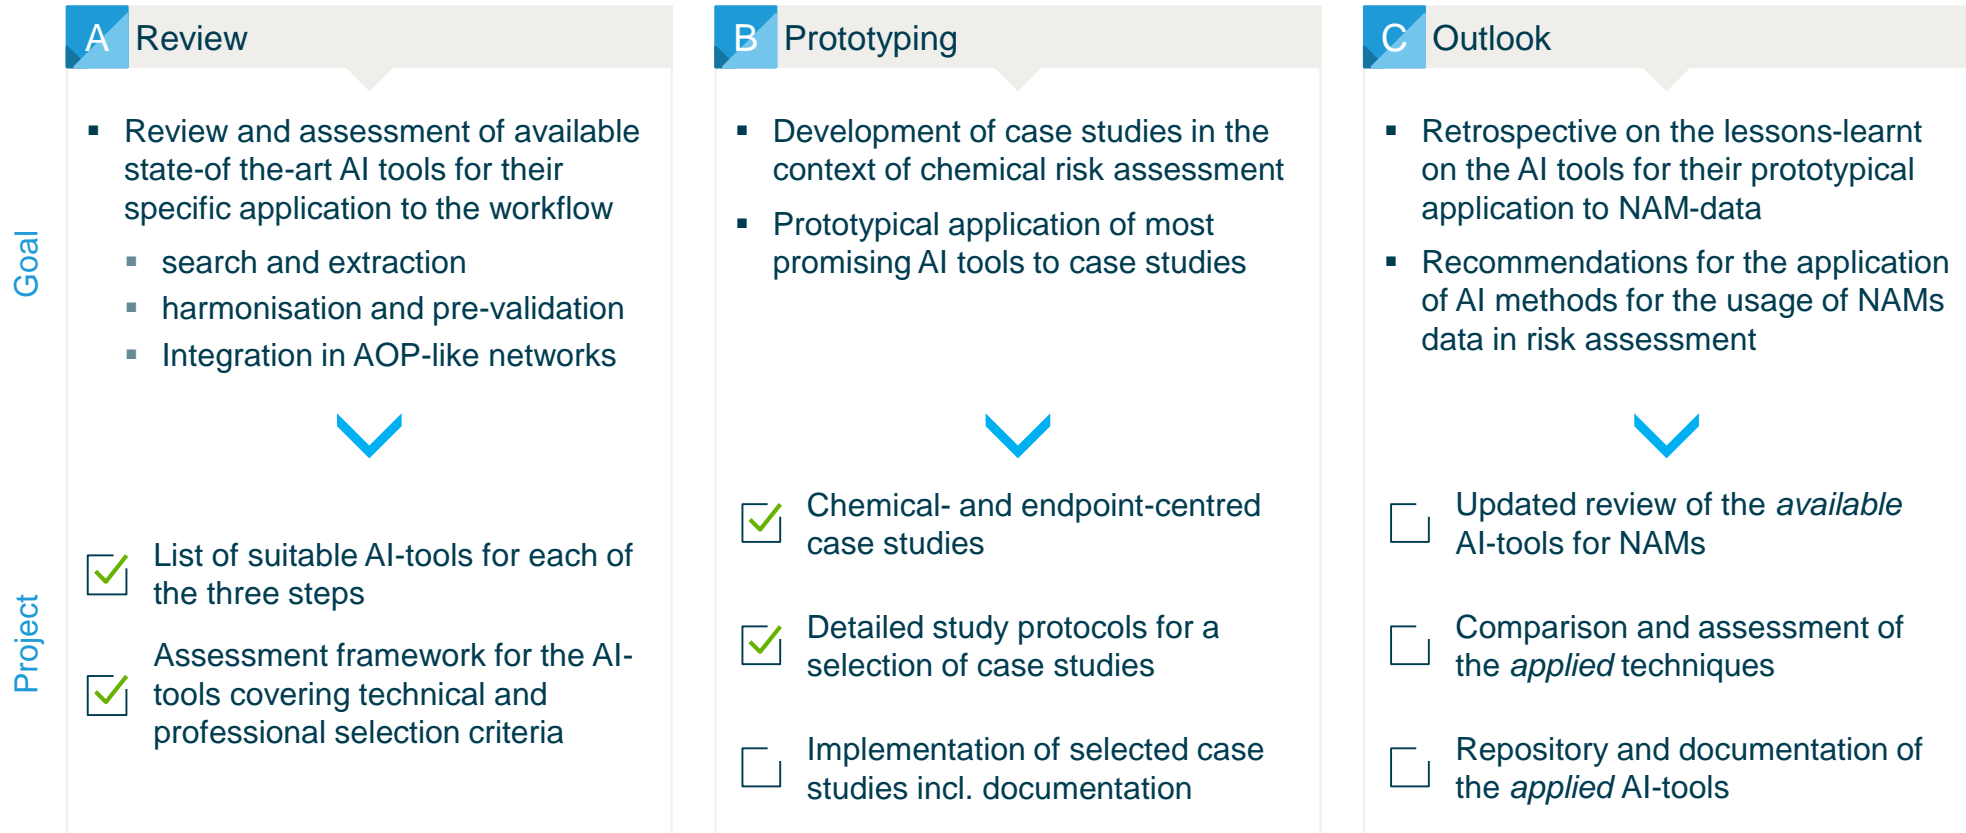 A Review
Goal
▪ Review and assessment of available
state-of the-art AI tools for their
specific application to the workflow
▪ search and extraction
▪ harmonisation and pre-validation
▪ Integration in AOP-like networks
Project
List of suitable AI-tools for each of
the three steps
Assessment framework for the AI-
tools covering technical and
professional selection criteria
B Prototyping
▪ Development of case studies in the
context of chemical risk assessment
▪ Prototypical application of most
promising AI tools to case studies
Chemical- and endpoint-centred
case studies
Detailed study protocols for a
selection of case studies
Implementation of selected case
studies incl. documentation
C Outlook
▪ Retrospective on the lessons-learnt
on the AI tools for their prototypical
application to NAM-data
▪ Recommendations for the application
of AI methods for the usage of NAMs
data in risk assessment
Updated review of the available
AI-tools for NAMs
Comparison and assessment of
the applied techniques
Repository and documentation of
the applied AI-tools